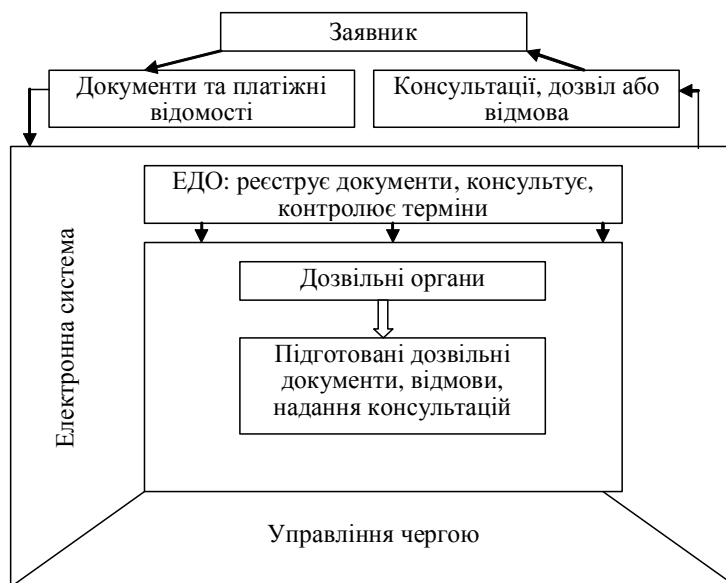 Заявник
Документи та платіжні
відомості
Консультації, дозвіл або
відмова
ЕДО: реєструє документи, консультує,
контролює терміни
Електронна система
Дозвільні органи
Підготовані дозвільні
документи, відмови,
надання консультацій
Управління чергою